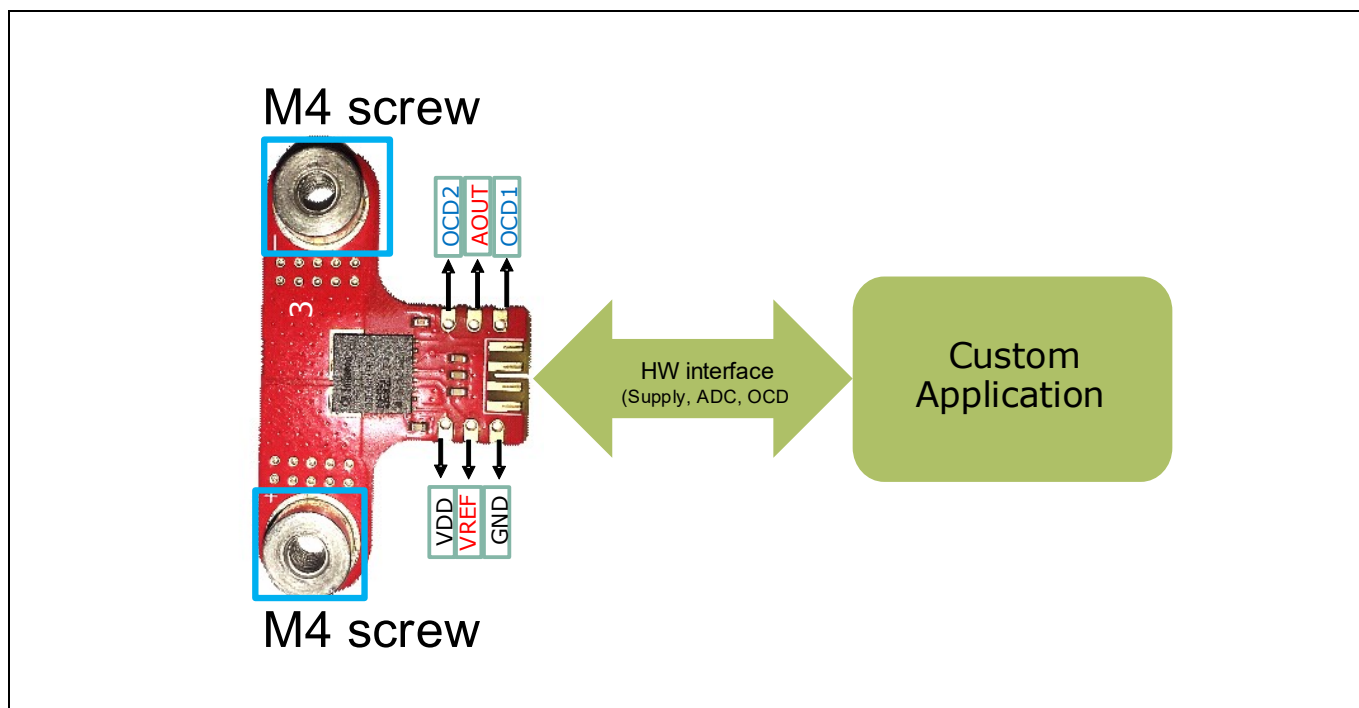 M4 screw
OCD2
AOUT
OCD1
3
HW interface
(Supply, ADC, OCD
Custom
Application
+
VDD
VREF
GND
M4 screw